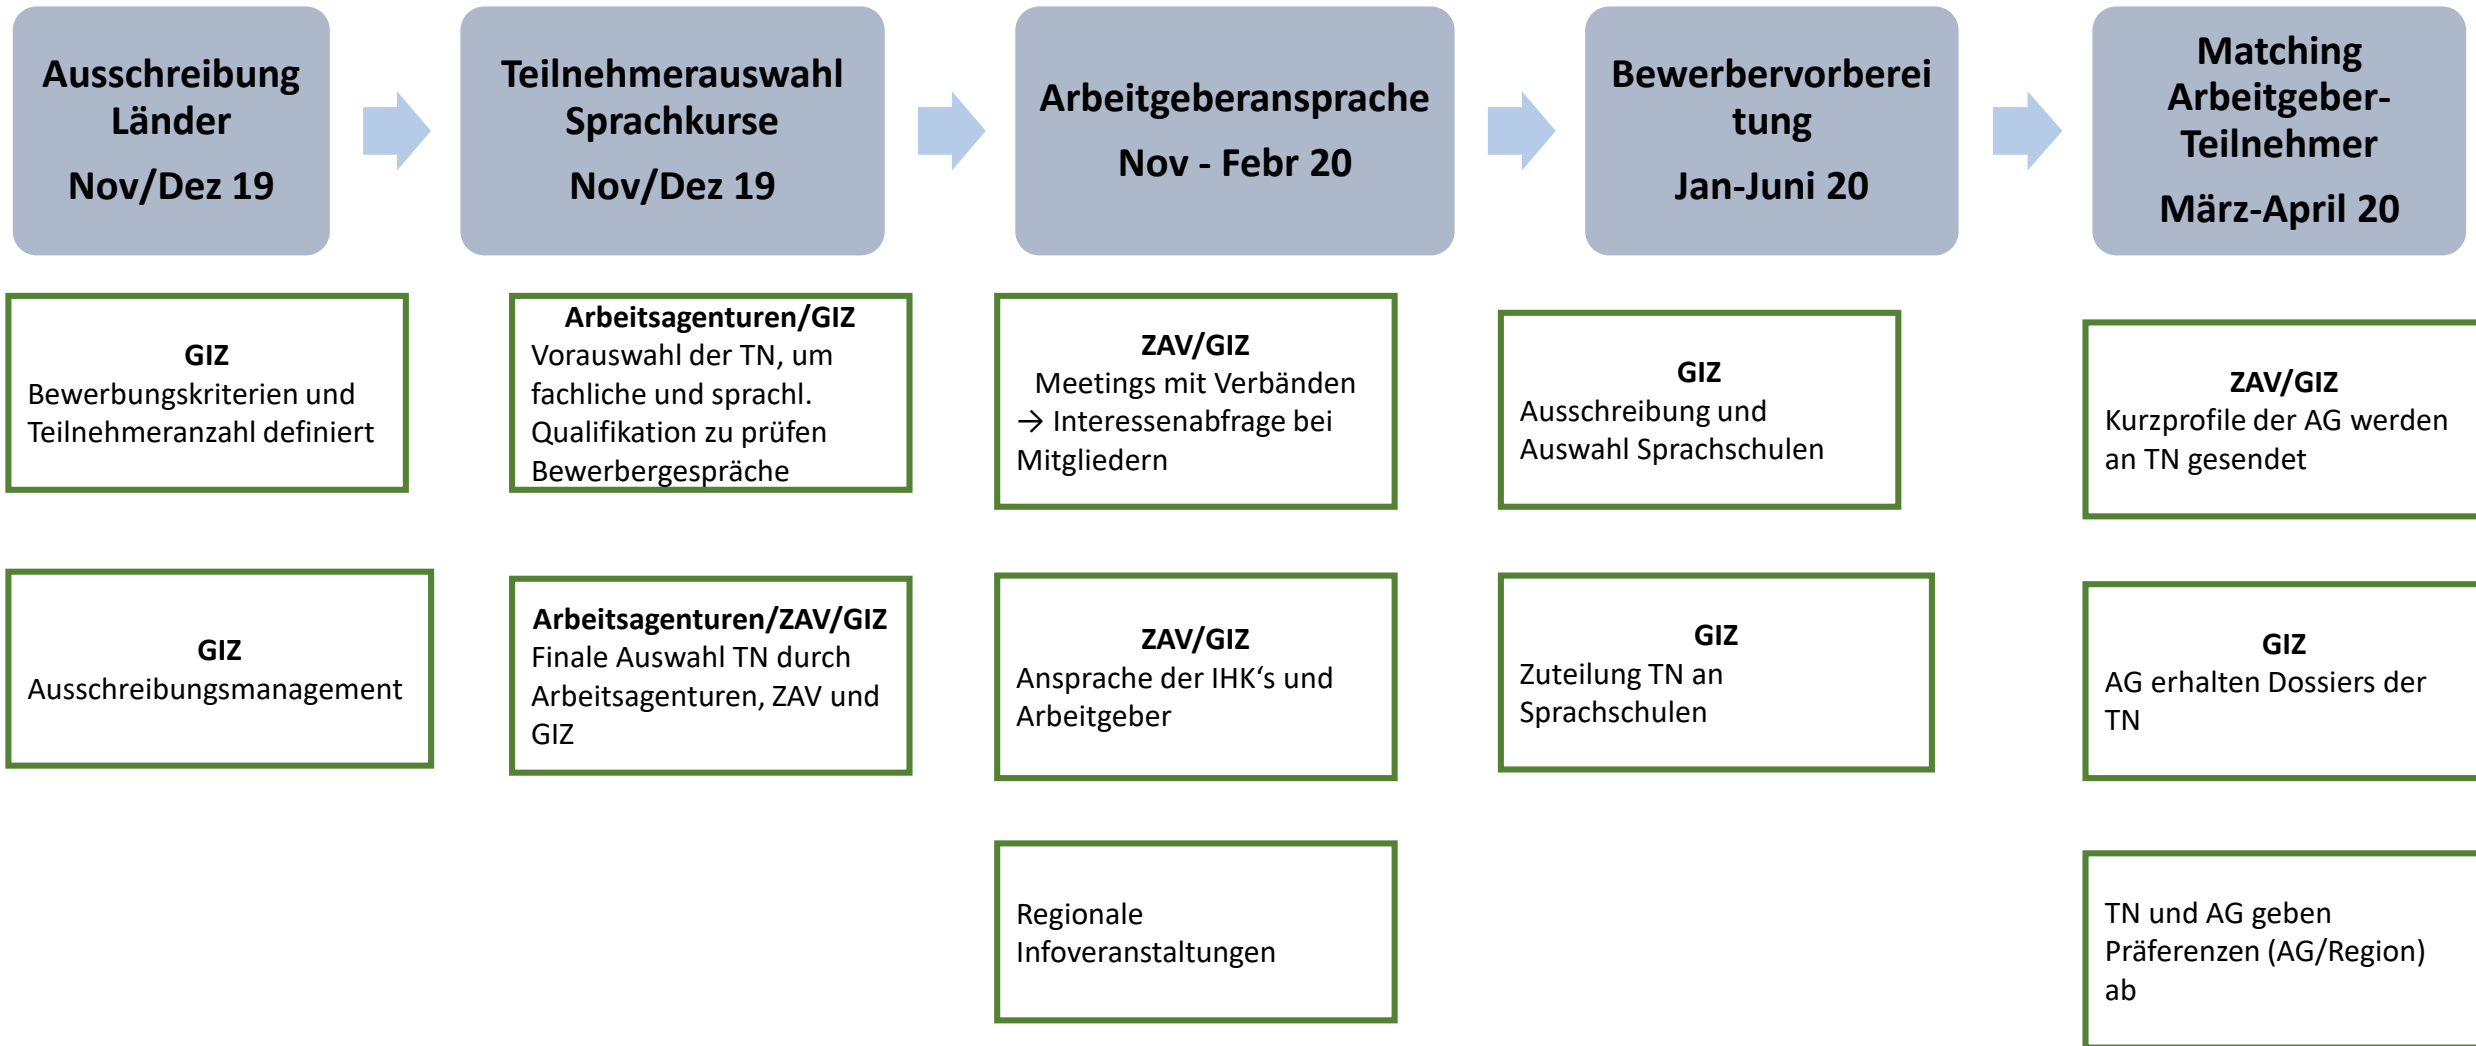 Ausschreibung
Länder
Nov/Dez 19
Teilnehmerauswahl
Sprachkurse
Nov/Dez 19
Arbeitgeberansprache
Nov - Febr 20
Bewerbervorberei
tung
Jan-Juni 20
Matching
Arbeitgeber-
Teilnehmer
März-April 20
GIZ
Bewerbungskriterien und
Teilnehmeranzahl definiert
Arbeitsagenturen/GIZ
Vorauswahl der TN, um
fachliche und sprachl.
Qualifikation zu prüfen
Bewerbergespräche
ZAV/GIZ
Meetings mit Verbänden
→ Interessenabfrage bei
Mitgliedern
GIZ
Ausschreibung und
Auswahl Sprachschulen
ZAV/GIZ
Kurzprofile der AG werden
an TN gesendet
GIZ
Ausschreibungsmanagement
Arbeitsagenturen/ZAV/GIZ
Finale Auswahl TN durch
Arbeitsagenturen, ZAV und
GIZ
ZAV/GIZ
Ansprache der IHK‘s und
Arbeitgeber
GIZ
Zuteilung TN an
Sprachschulen
GIZ
AG erhalten Dossiers der
TN
Regionale
Infoveranstaltungen
TN und AG geben
Präferenzen (AG/Region)
ab